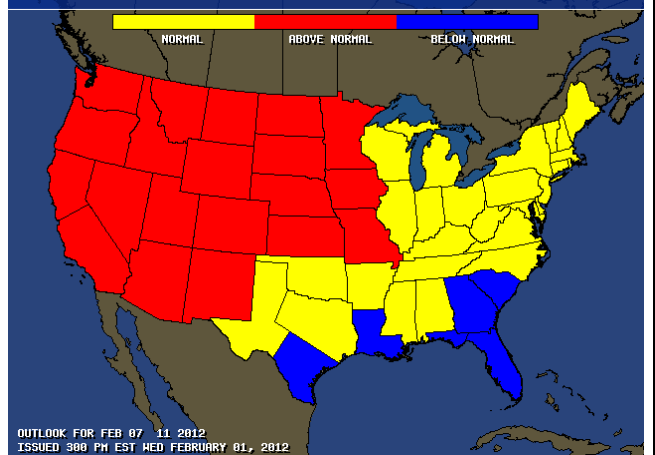 NORMAL ABOVE NORMAL BELOW NORMAL
OUTLOOK FOR FEB 07 11 2012
ISSUED 300 PM EST WED FEBRUARY 01, 2012